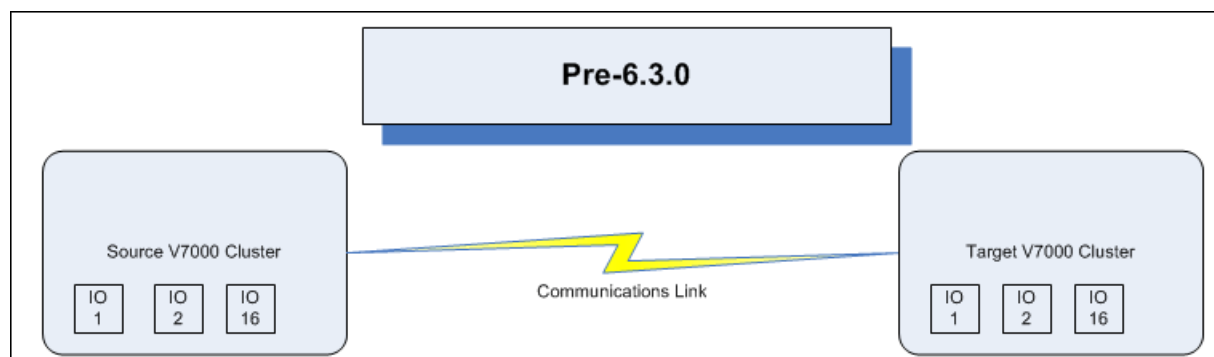 Pre-6.3.0
Source V7000 Cluster
Target V7000 Cluster
Communications Link
IO
1
IO
2
IO
16
IO
1
IO
2
IO
16